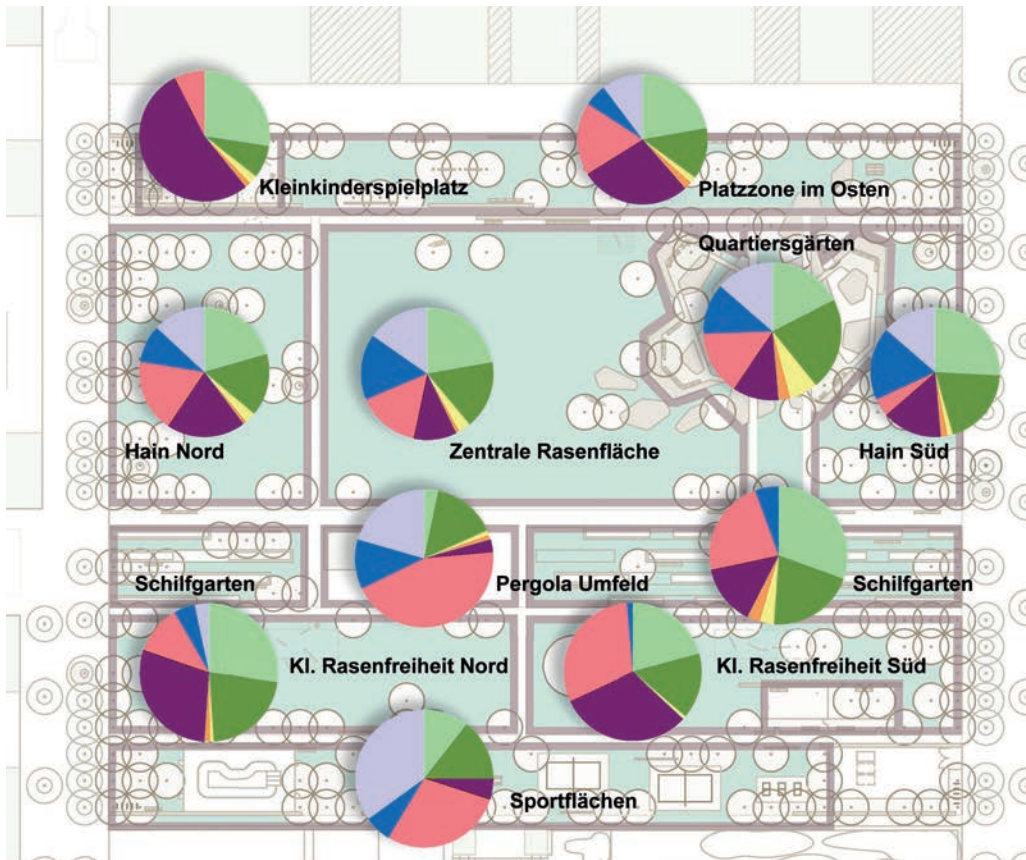 Kleinkinderspielplatz
Platzzone im Osten
Quartiersgärten
Hain Nord
Zentrale Rasenfläche
Hain Süd
Schilfgarten
Pergola Umfeld
Schilfgarten
Kl. Rasenfreiheit Nord
Kl. Rasenfreiheit Süd
Sportflächen